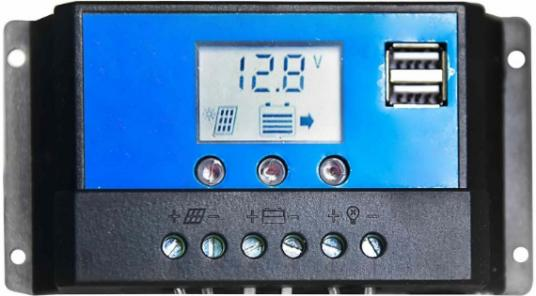 12.8 V
+ - + - + -